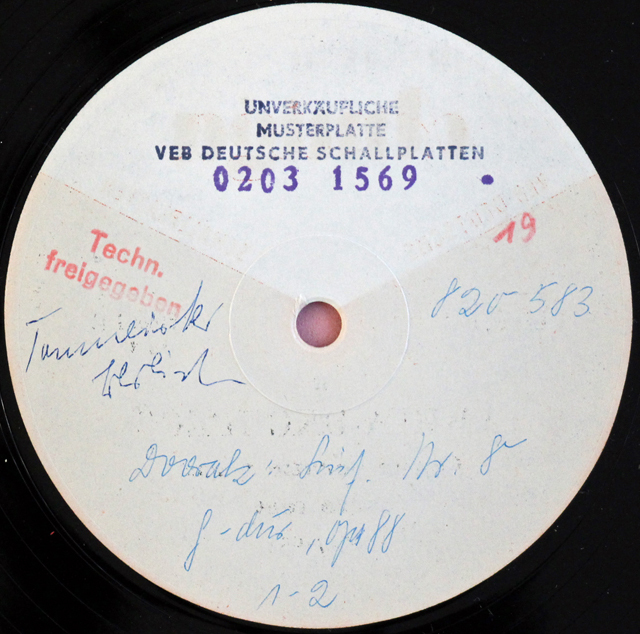 UNVERKÄUFLICHE
MUSTERPLATTE
VEB DEUTSCHE SCHALLPLATTEN
0203 1569
19
Techn.
freigegeben
820 583
Dvorak: Sinf. Nr. 8
g-dur, op 88
1-2